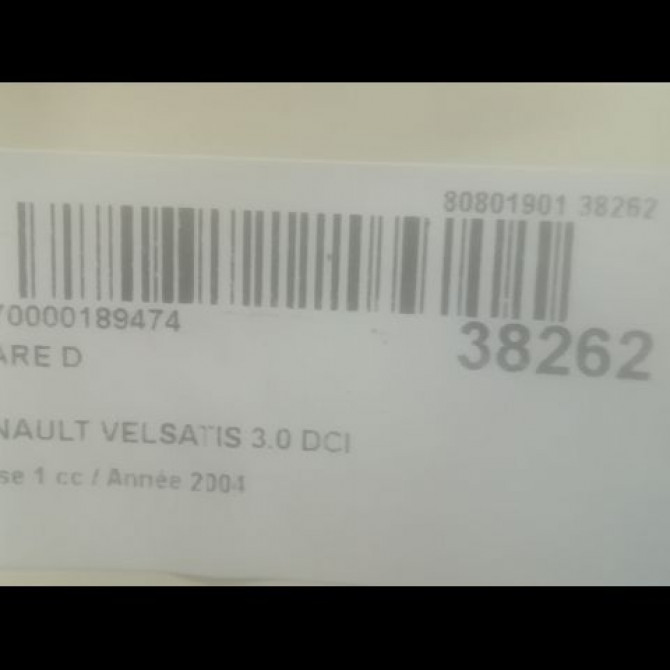 80801901 38262
70000189474
38262
ARE D
NAULT VELSATIS 3.0 DCI
se 1 cc / Année 2004